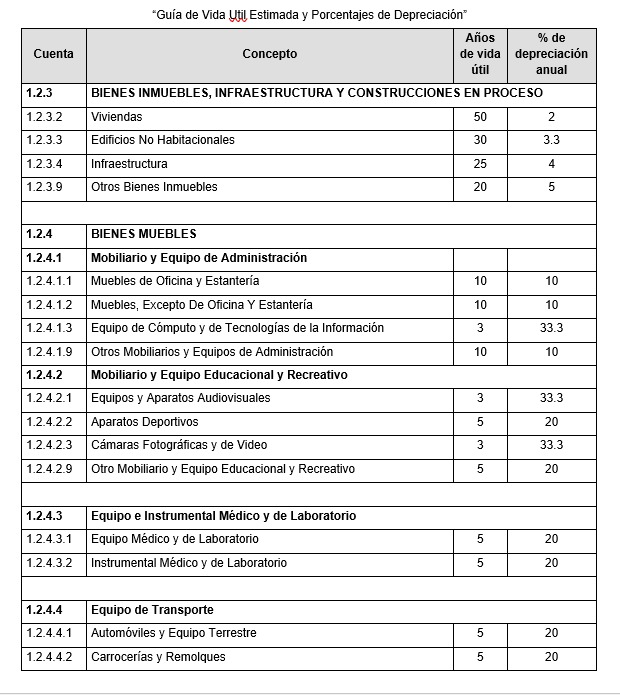 “Guía de Vida Util Estimada y Porcentajes de Depreciación”
Cuenta Concepto Años de vida útil % de depreciación anual
1.2.3 BIENES INMUEBLES, INFRAESTRUCTURA Y CONSTRUCCIONES EN PROCESO
1.2.3.2 Viviendas 50 2
1.2.3.3 Edificios No Habitacionales 30 3.3
1.2.3.4 Infraestructura 25 4
1.2.3.9 Otros Bienes Inmuebles 20 5
1.2.4 BIENES MUEBLES
1.2.4.1 Mobiliario y Equipo de Administración
1.2.4.1.1 Muebles de Oficina y Estantería 10 10
1.2.4.1.2 Muebles, Excepto De Oficina Y Estantería 10 10
1.2.4.1.3 Equipo de Cómputo y de Tecnologías de la Información 3 33.3
1.2.4.1.9 Otros Mobiliarios y Equipos de Administración 10 10
1.2.4.2 Mobiliario y Equipo Educacional y Recreativo
1.2.4.2.1 Equipos y Aparatos Audiovisuales 3 33.3
1.2.4.2.2 Aparatos Deportivos 5 20
1.2.4.2.3 Cámaras Fotográficas y de Video 3 33.3
1.2.4.2.9 Otro Mobiliario y Equipo Educacional y Recreativo 5 20
1.2.4.3 Equipo e Instrumental Médico y de Laboratorio
1.2.4.3.1 Equipo Médico y de Laboratorio 5 20
1.2.4.3.2 Instrumental Médico y de Laboratorio 5 20
1.2.4.4 Equipo de Transporte
1.2.4.4.1 Automóviles y Equipo Terrestre 5 20
1.2.4.4.2 Carrocerías y Remolques 5 20